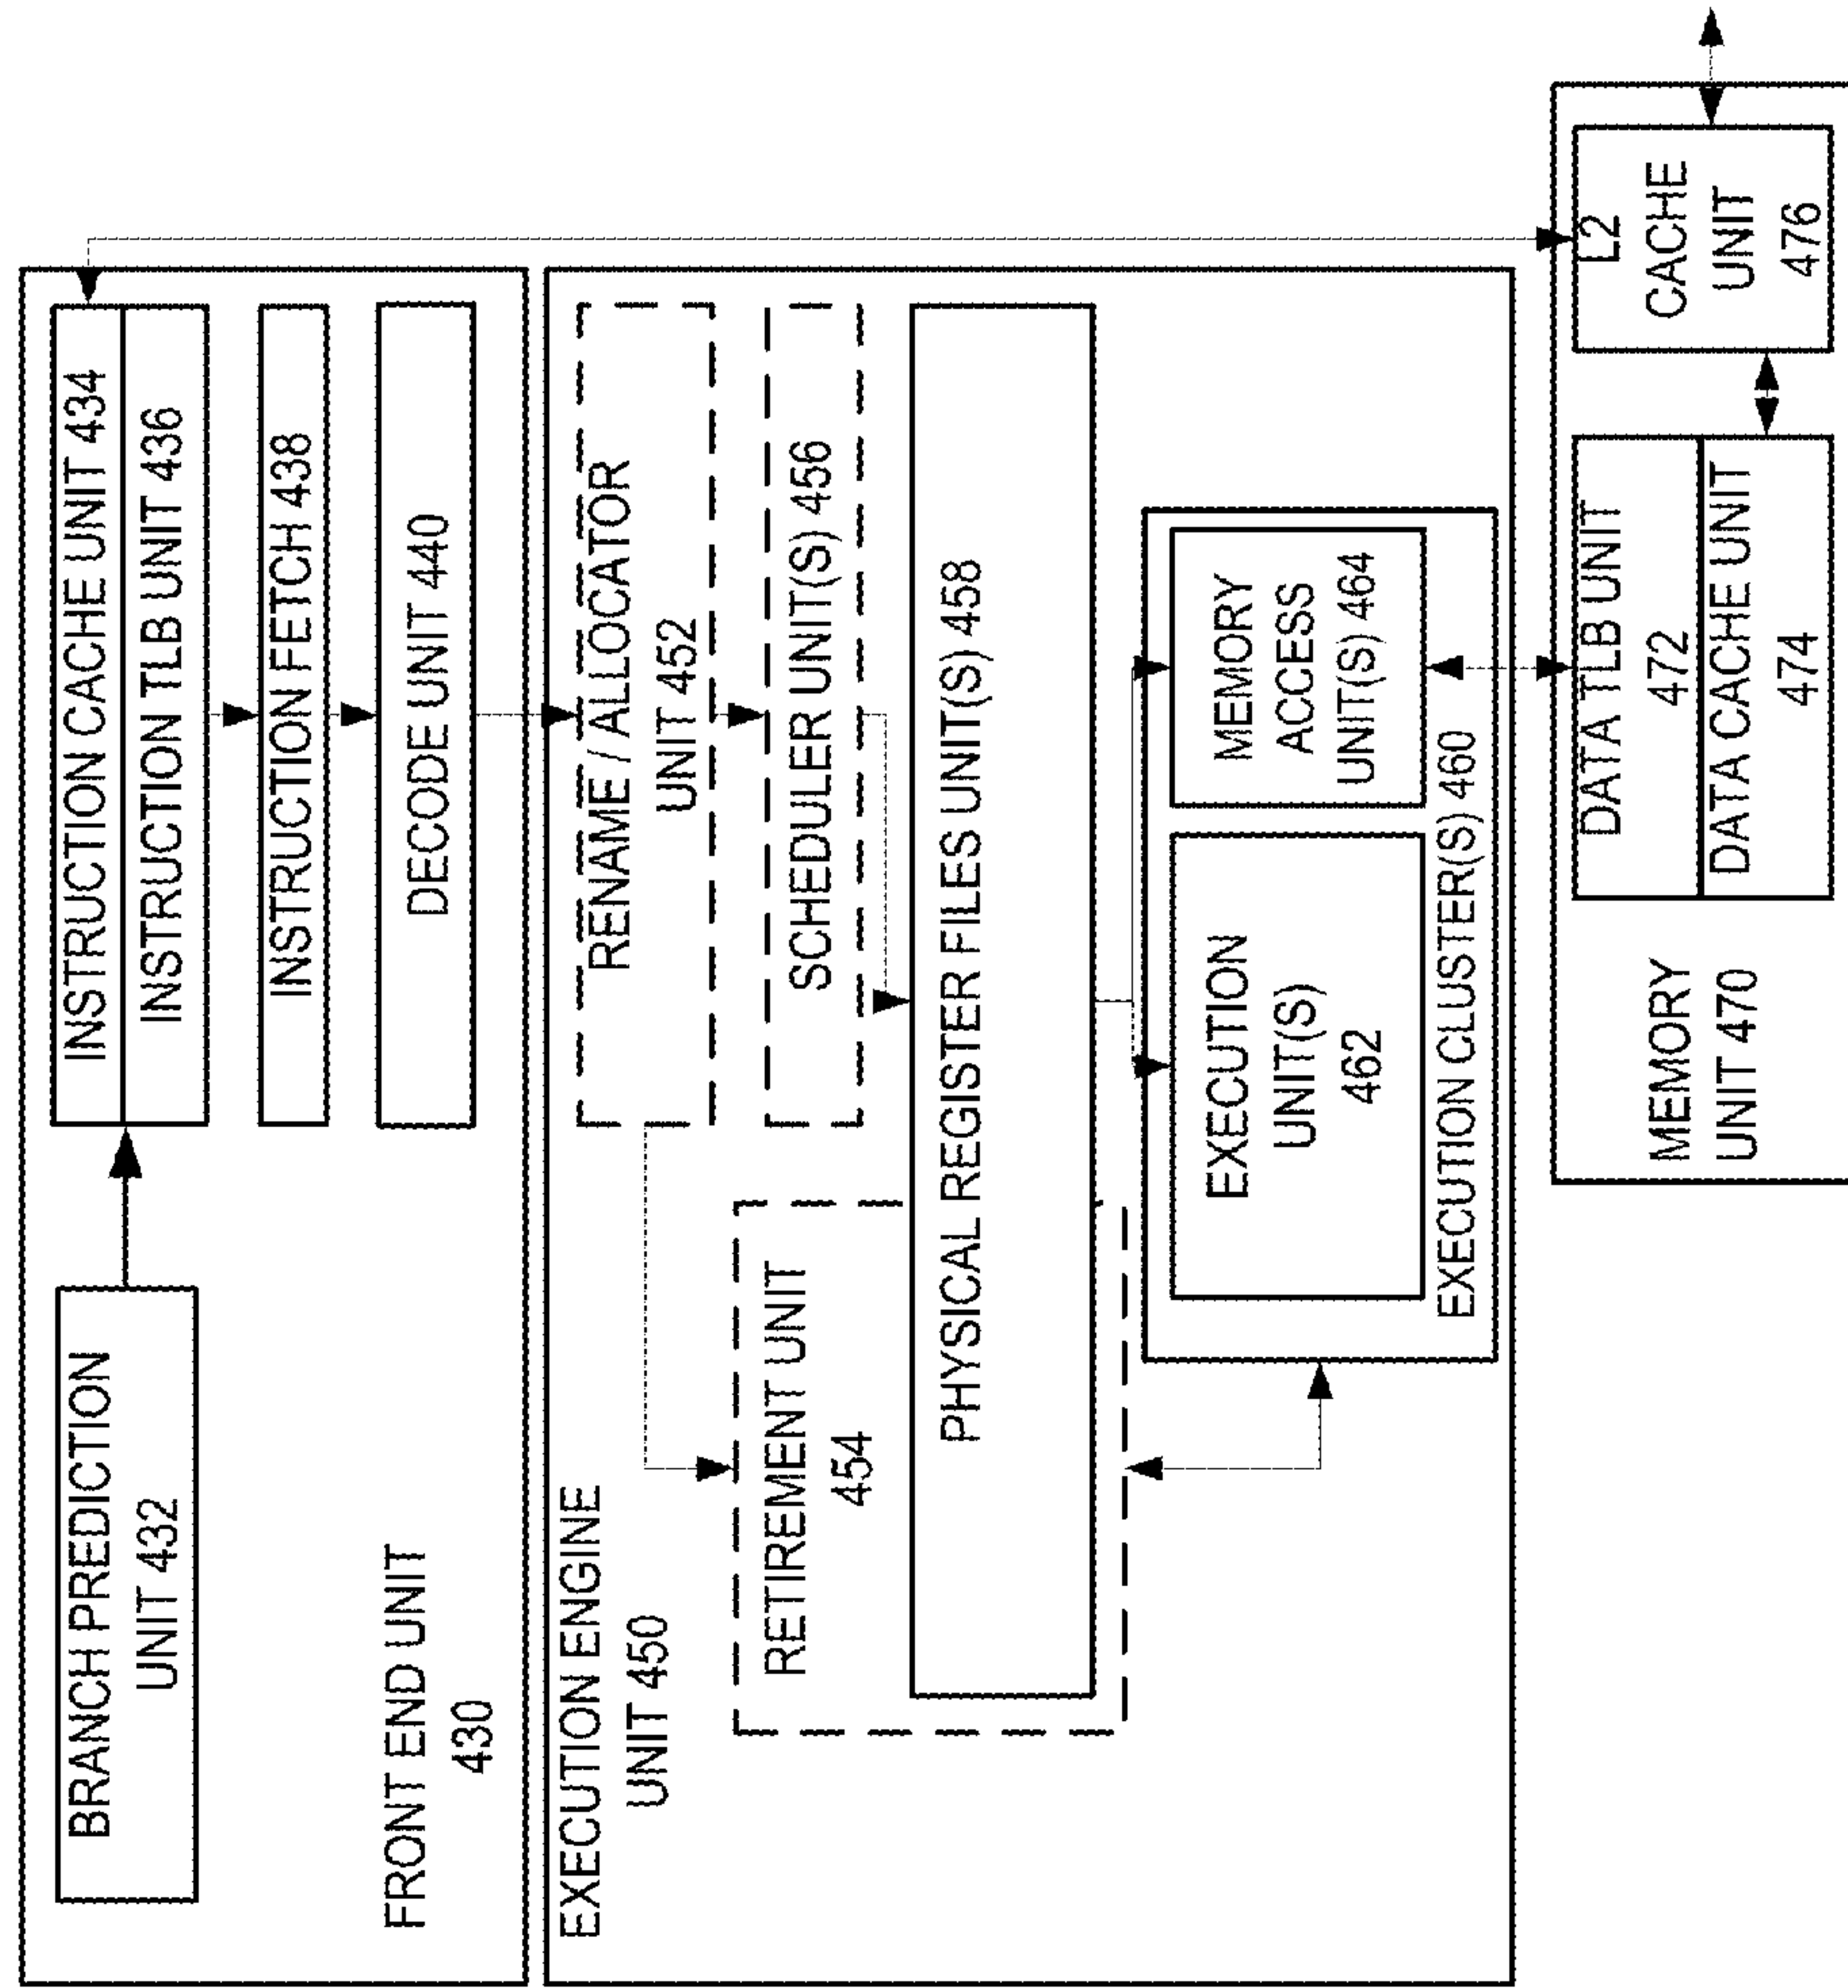 BRANCH PREDICTION
UNIT 432
INSTRUCTION CACHE UNIT 434
INSTRUCTION TLB UNIT 436
INSTRUCTION FETCH 438
DECODE UNIT 440
FRONT END UNIT
430
EXECUTION ENGINE
UNIT 450
RENAME / ALLOCATOR
UNIT 452
RETIREMENT UNIT
454
SCHEDULER UNIT(S) 456
PHYSICAL REGISTER FILES UNIT(S) 458
EXECUTION
UNIT(S)
462
MEMORY
ACCESS
UNIT(S) 464
EXECUTION CLUSTER(S) 460
MEMORY
UNIT 470
DATA TLB UNIT
472
DATA CACHE UNIT
474
L2
CACHE
UNIT
476